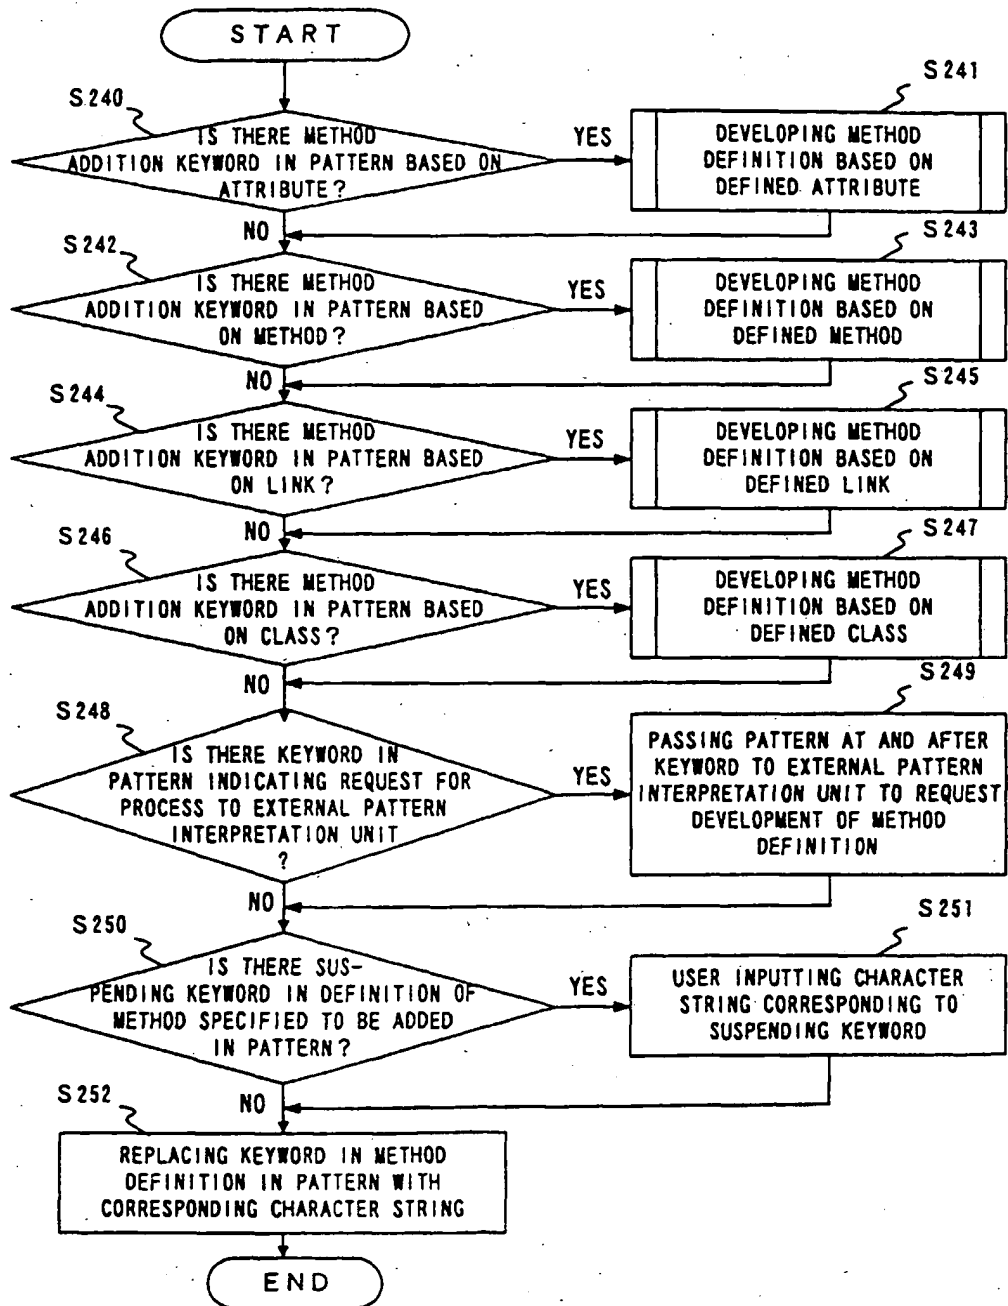 START
S240
IS THERE METHOD
ADDITION KEYWORD IN PATTERN BASED ON
ATTRIBUTE?
YES
S241
DEVELOPING METHOD
DEFINITION BASED ON
DEFINED ATTRIBUTE
NO
S242
IS THERE METHOD
ADDITION KEYWORD IN PATTERN BASED
ON METHOD?
YES
S243
DEVELOPING METHOD
DEFINITION BASED ON
DEFINED METHOD
NO
S244
IS THERE METHOD
ADDITION KEYWORD IN PATTERN BASED
ON LINK?
YES
S245
DEVELOPING METHOD
DEFINITION BASED ON
DEFINED LINK
NO
S246
IS THERE METHOD
ADDITION KEYWORD IN PATTERN BASED
ON CLASS?
YES
S247
DEVELOPING METHOD
DEFINITION BASED ON
DEFINED CLASS
NO
S248
IS THERE KEYWORD IN
PATTERN INDICATING REQUEST FOR
PROCESS TO EXTERNAL PATTERN
INTERPRETATION UNIT
?
YES
S249
PASSING PATTERN AT AND AFTER
KEYWORD TO EXTERNAL PATTERN
INTERPRETATION UNIT TO REQUEST
DEVELOPMENT OF METHOD
DEFINITION
NO
S250
IS THERE SUS-
PENDING KEYWORD IN DEFINITION OF
METHOD SPECIFIED TO BE ADDED
IN PATTERN?
YES
S251
USER INPUTTING CHARACTER
STRING CORRESPONDING TO
SUSPENDING KEYWORD
NO
S252
REPLACING KEYWORD IN METHOD
DEFINITION IN PATTERN WITH
CORRESPONDING CHARACTER STRING
END